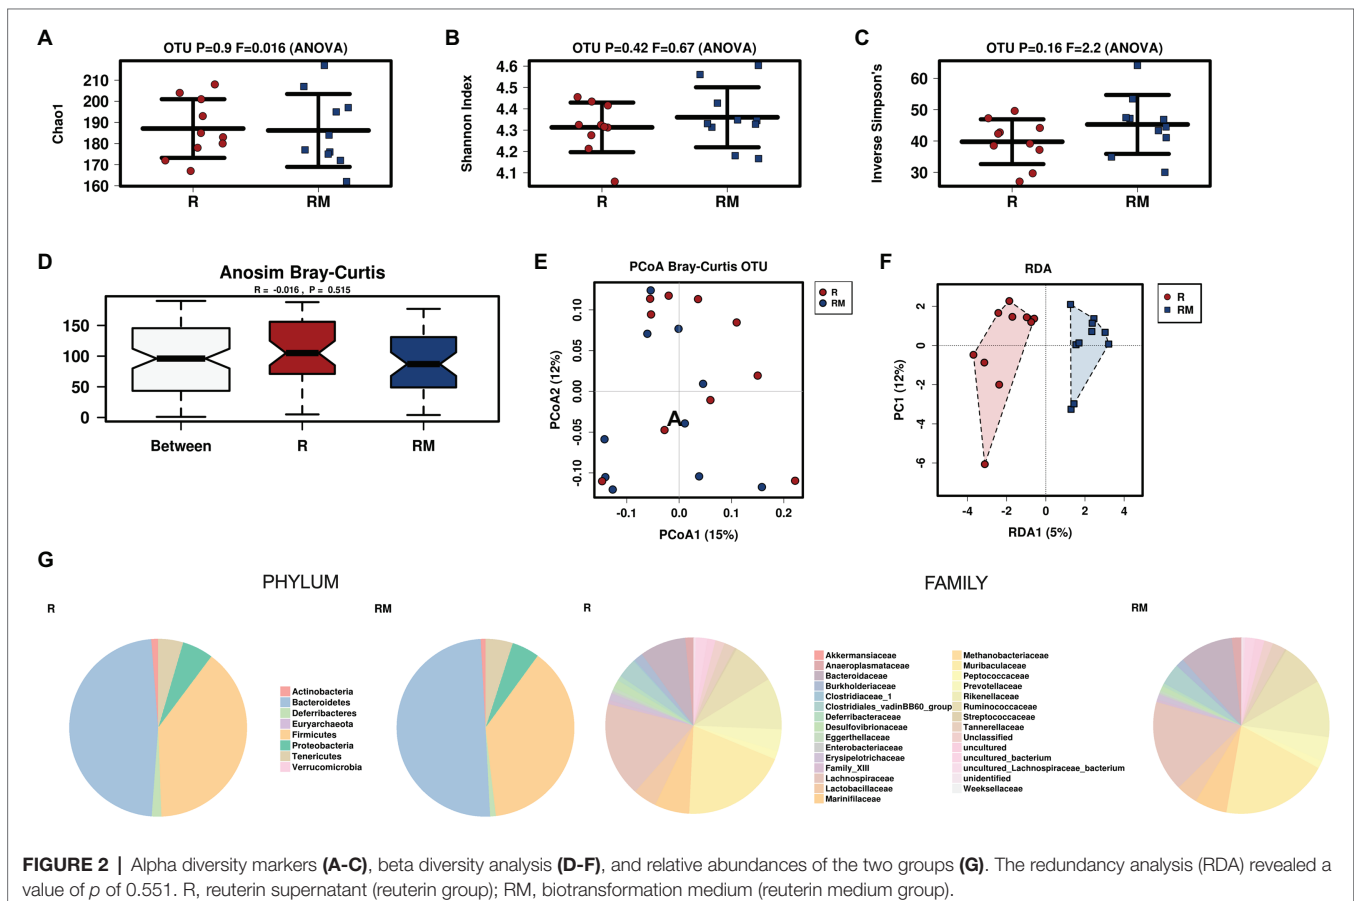 A
OTU P=0.9 F=0.016 (ANOVA)
Chao1
210
200
190
180
170
160
R
RM
B
OTU P=0.42 F=0.67 (ANOVA)
Shannon Index
4.6
4.5
4.4
4.3
4.2
4.1
R
RM
C
OTU P=0.16 F=2.2 (ANOVA)
Inverse Simpson's
60
50
40
30
R
RM
D
Anosim Bray-Curtis
R = -0.016 , P = 0.515
150
100
50
0
Between
R
RM
E
PCoA Bray-Curtis OTU
PCoA2 (12%)
0.10
0.05
0.00
-0.05
-0.10
A
-0.1
0.0
0.1
0.2
PCoA1 (15%)
R
RM
F
RDA
PC1 (12%)
2
0
-2
-4
-6
-4
-2
0
2
4
RDA1 (5%)
R
RM
G
PHYLUM
FAMILY
R
RM
R
RM
Actinobacteria
Bacteroidetes
Deferribacteres
Euryarchaeota
Firmicutes
Proteobacteria
Tenericutes
Verrucomicrobia
Akkermansiaceae
Anaeroplasmataceae
Bacteroidaceae
Burkholderiaceae
Clostridiaceae_1
Clostridiales_vadinBB60_group
Deferribacteraceae
Desulfovibrionaceae
Eggerthellaceae
Enterobacteriaceae
Erysipelotrichaceae
Family_XIII
Lachnospiraceae
Lactobacillaceae
Marinifilaceae
Methanobacteriaceae
Muribaculaceae
Peptococcaceae
Prevotellaceae
Rikenellaceae
Ruminococcaceae
Streptococcaceae
Tannerellaceae
Unclassified
uncultured
uncultured_bacterium
uncultured_Lachnospiraceae_bacterium
unidentified
Weeksellaceae
FIGURE 2 | Alpha diversity markers (A-C), beta diversity analysis (D-F), and relative abundances of the two groups (G). The redundancy analysis (RDA) revealed a
value of p of 0.551. R, reuterin supernatant (reuterin group); RM, biotransformation medium (reuterin medium group).